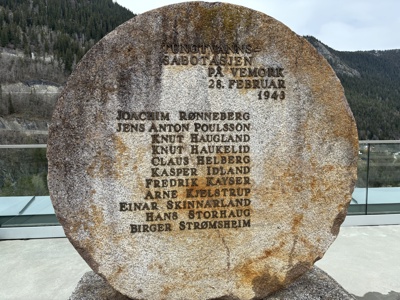 TUNGTVANNS-
SABOTASJEN
PÅ VEMORK
28. FEBRUAR
1943
JOACHIM RØNNEBERG
JENS ANTON POULSSON
KNUT HAUGLAND
KNUT HAUKELID
CLAUS HELBERG
KASPER IDLAND
FREDRIK KAYSER
ARNE KJELSTRUP
EINAR SKINNARLAND
HANS STORHAUG
BIRGER STRØMSHEIM